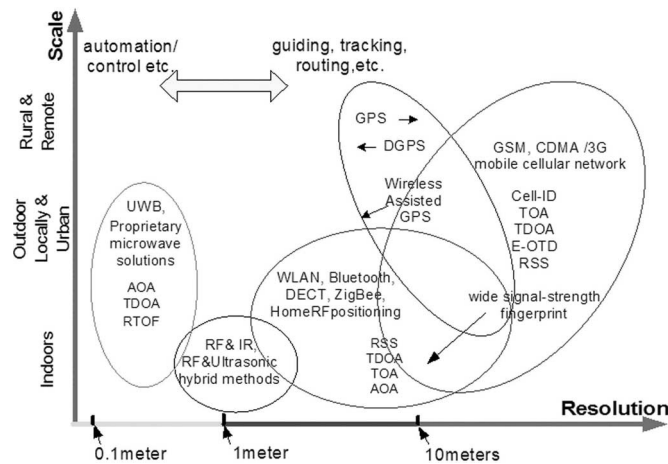 Scale
Rural &
Remote
Outdoor
Locally &
Urban
Indoors
automation/
control etc.
guiding, tracking,
routing,etc.
GPS
DGPS
Wireless
Assisted
GPS
GSM, CDMA /3G
mobile cellular network
Cell-ID
TOA
TDOA
E-OTD
RSS
UWB,
Proprietary
microwave
solutions
AOA
TDOA
RTOF
WLAN, Bluetooth,
DECT, ZigBee,
HomeRFpositioning
RSS
TDOA
TOA
AOA
wide signal-strength
fingerprint
RF& IR,
RF&Ultrasonic
hybrid methods
Resolution
0.1meter
1meter
10meters